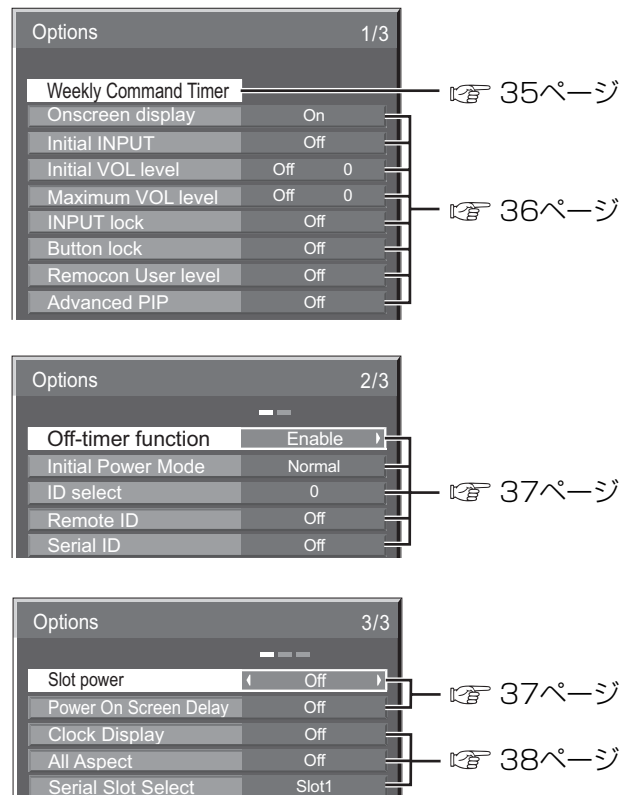 Options 1/3
Weekly Command Timer ☞ 35ページ
Onscreen display On
Initial INPUT Off
Initial VOL level Off 0
Maximum VOL level Off 0
☞ 36ページ
INPUT lock Off
Button lock Off
Remocon User level Off
Advanced PIP Off
Options 2/3
Off-timer function Enable
Initial Power Mode Normal
ID select 0 ☞ 37ページ
Remote ID Off
Serial ID Off
Options 3/3
Slot power Off
☞ 37ページ
Power On Screen Delay Off
Clock Display Off
All Aspect Off ☞ 38ページ
Serial Slot Select Slot1